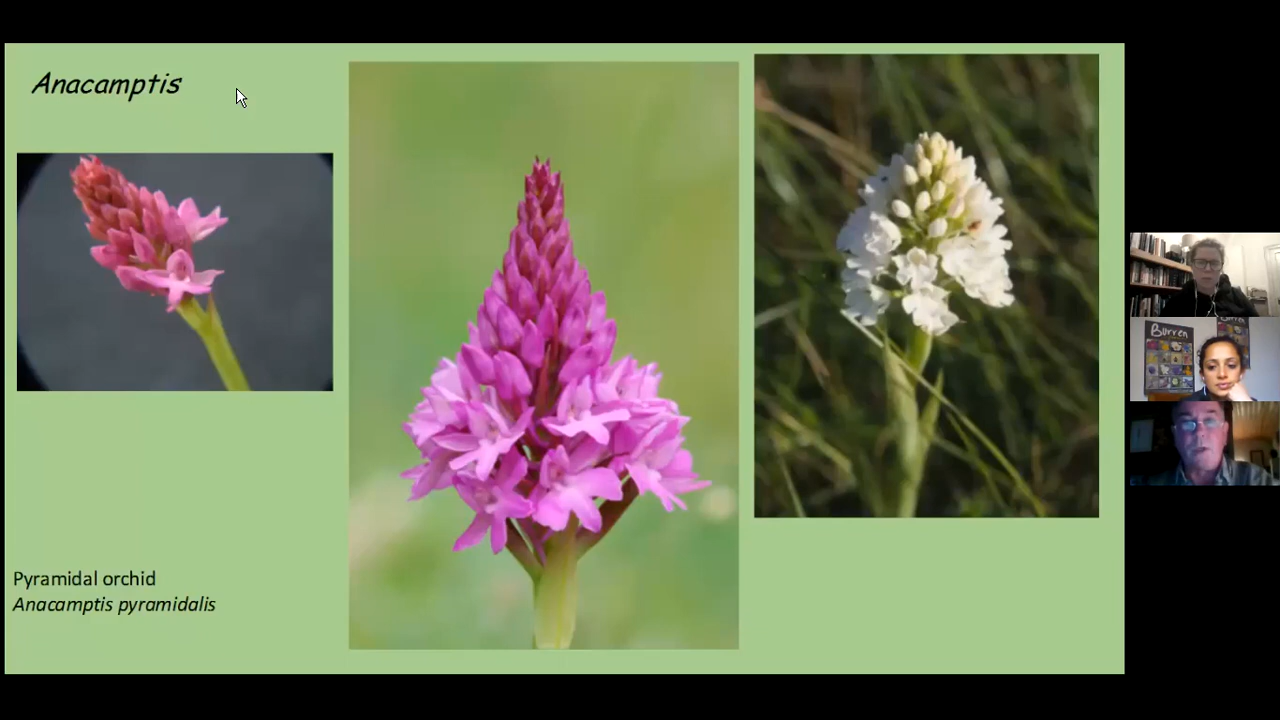 Anacamptis
Pyramidal orchid
Anacamptis pyramidalis
Burren